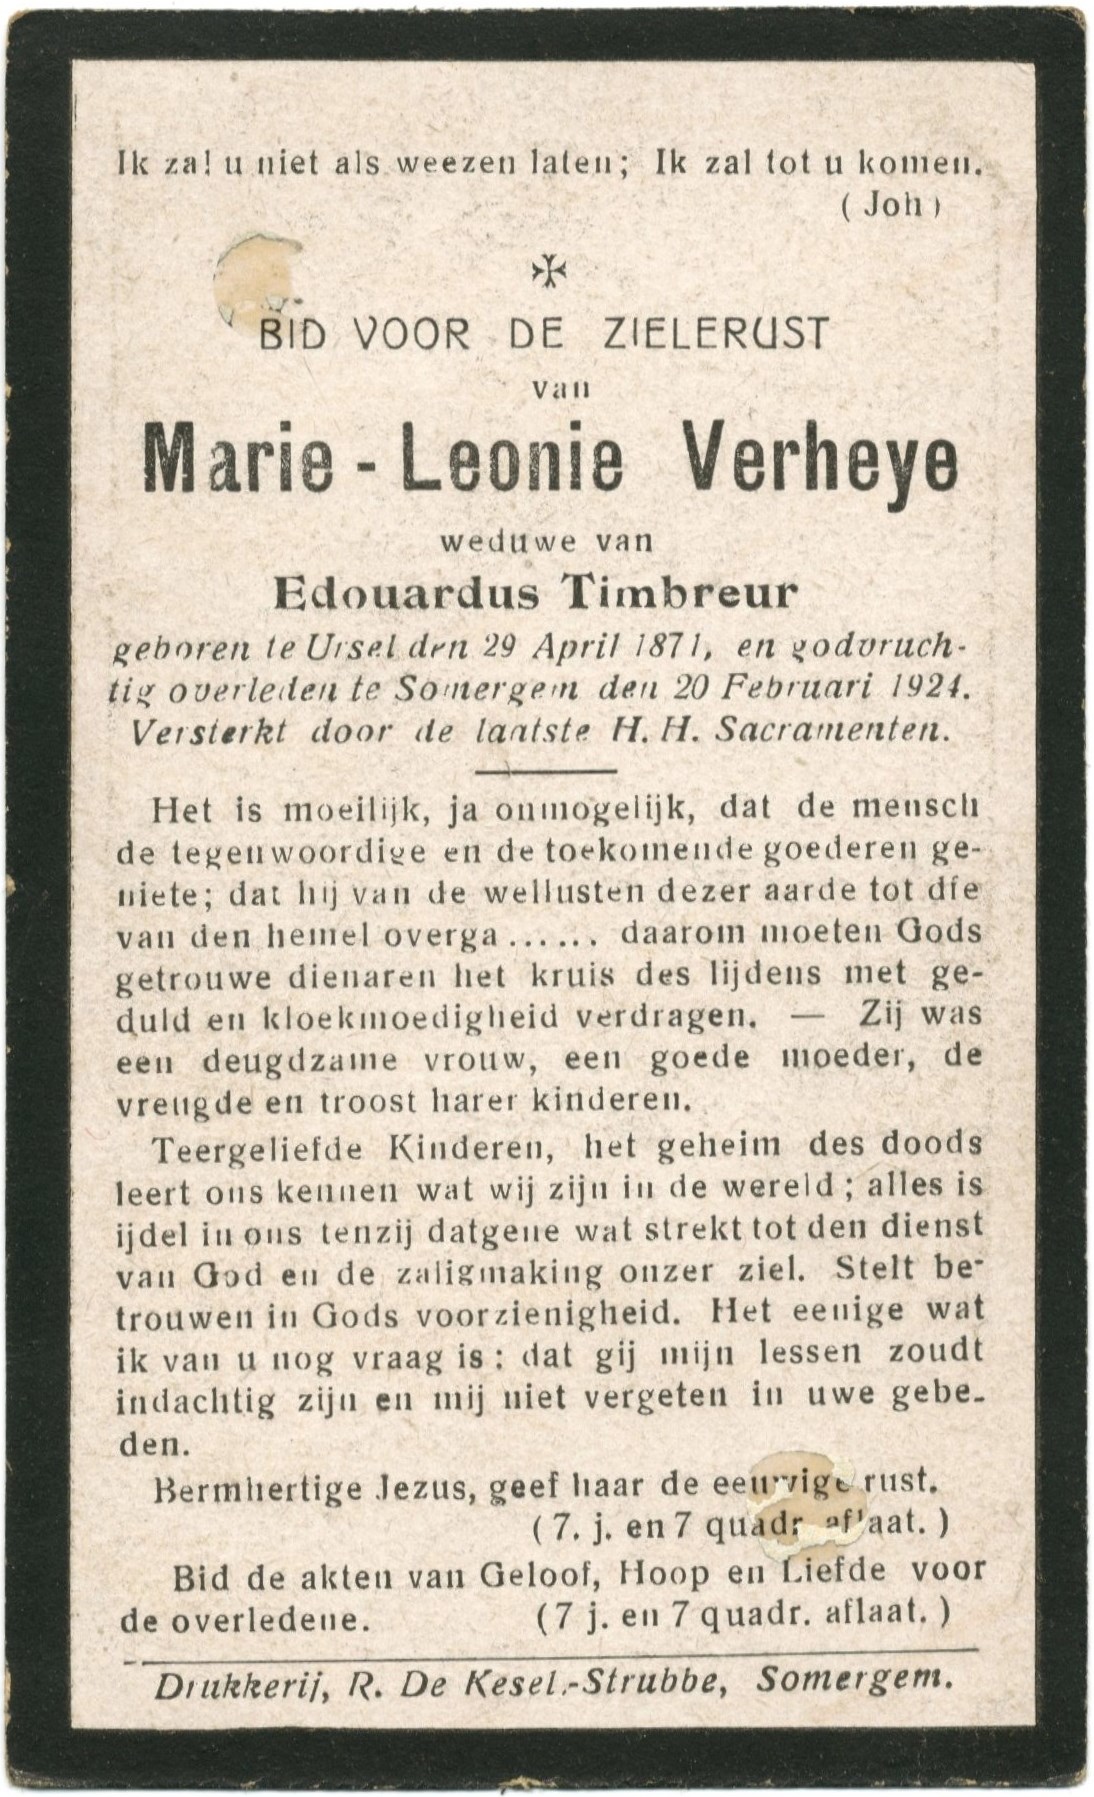 Ik zal u niet als weezen laten; Ik zal tot u komen.
(Joh)
BID VOOR DE ZIELERUST
van
Marie - Leonie Verheye
weduwe van
Edouardus Timbreur
geboren te Ursel den 29 April 1871, en godvruch-
tig overleden te Somergem den 20 Februari 1924.
Versterkt door de laatste H. H. Sacramenten.
Het is moeilijk, ja onmogelijk, dat de mensch
de tegenwoordige en de toekomende goederen ge-
niete; dat hij van de wellusten dezer aarde tot die
van den hemel overga ...... daarom moeten Gods
getrouwe dienaren het kruis des lijdens met ge-
duld en kloekmoedigheid verdragen. — Zij was
een deugdzame vrouw, een goede moeder, de
vreugde en troost harer kinderen.
Teergeliefde Kinderen, het geheim des doods
leert ons kennen wat wij zijn in de wereld; alles is
ijdel in ons tenzij datgene wat strekt tot den dienst
van God en de zaligmaking onzer ziel. Stelt be-
trouwen in Gods voorzienigheid. Het eenige wat
ik van u nog vraag is: dat gij mijn lessen zoudt
indachtig zijn en mij niet vergeten in uwe gebe-
den.
Bermhertige Jezus, geef haar de eeuwige rust.
(7. j. en 7 quadr. aflaat.)
Bid de akten van Geloof, Hoop en Liefde voor
de overledene. (7 j. en 7 quadr. aflaat.)
Drukkerij, R. De Kesel.-Strubbe, Somergem.